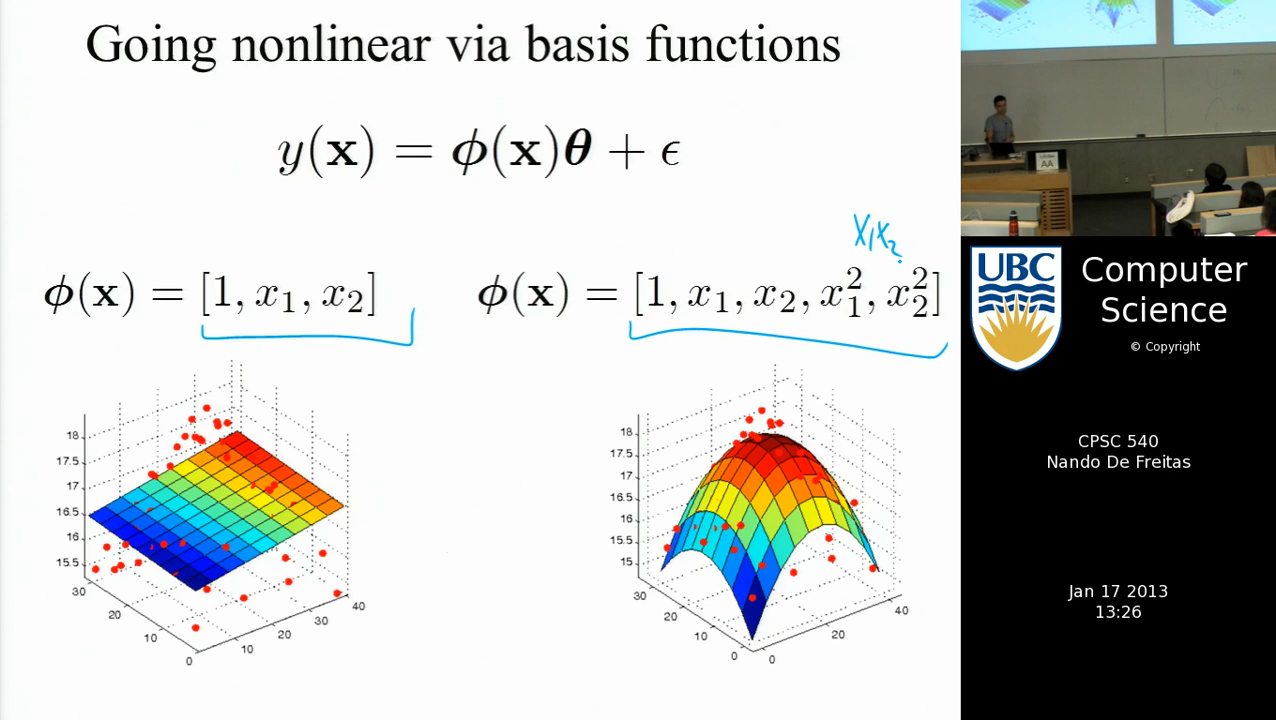 Going nonlinear via basis functions
y(x) = ϕ(x)θ + ϵ
x₁x₂
ϕ(x) = [1, x₁, x₂]
ϕ(x) = [1, x₁, x₂, x₁², x₂²]
18
17.5
17
16.5
16
15.5
30
20
10
0
10
20
30
40
18
17.5
17
16.5
16
15.5
15
30
20
10
0
0
20
40
AA
UBC
Computer
Science
© Copyright
CPSC 540
Nando De Freitas
Jan 17 2013
13:26